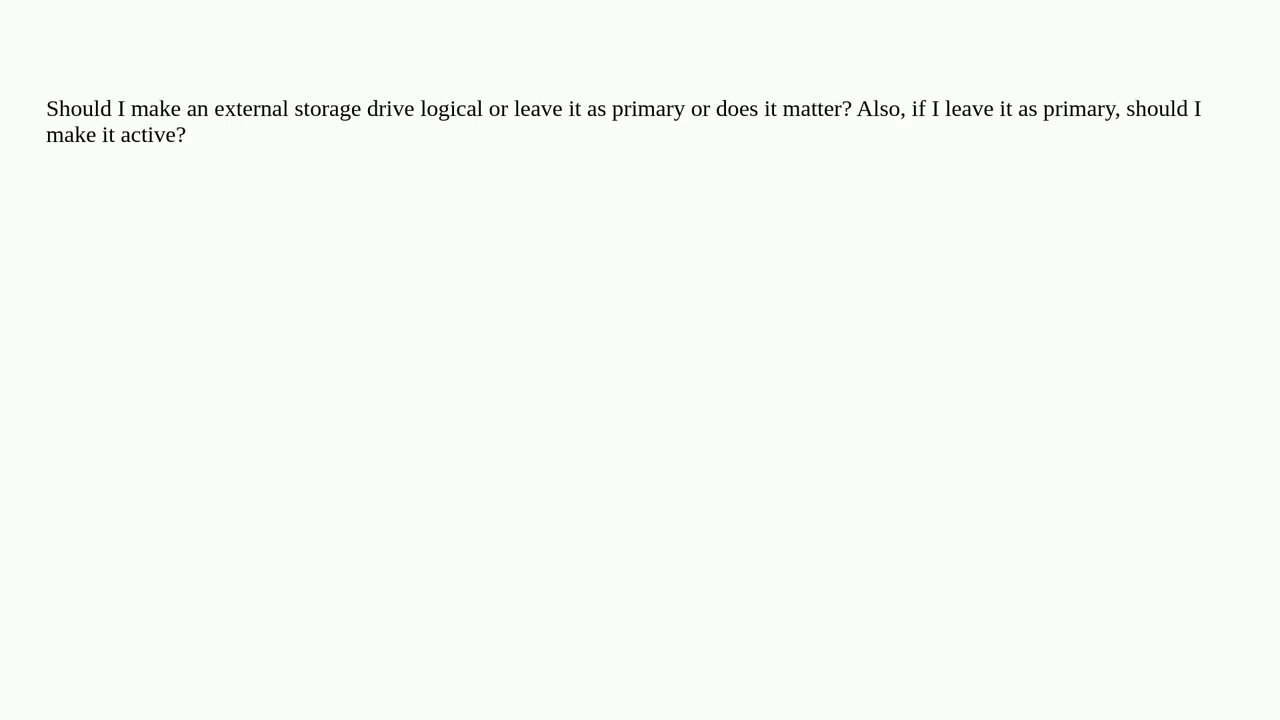 Should I make an external storage drive logical or leave it as primary or does it matter? Also, if I leave it as primary, should I
make it active?